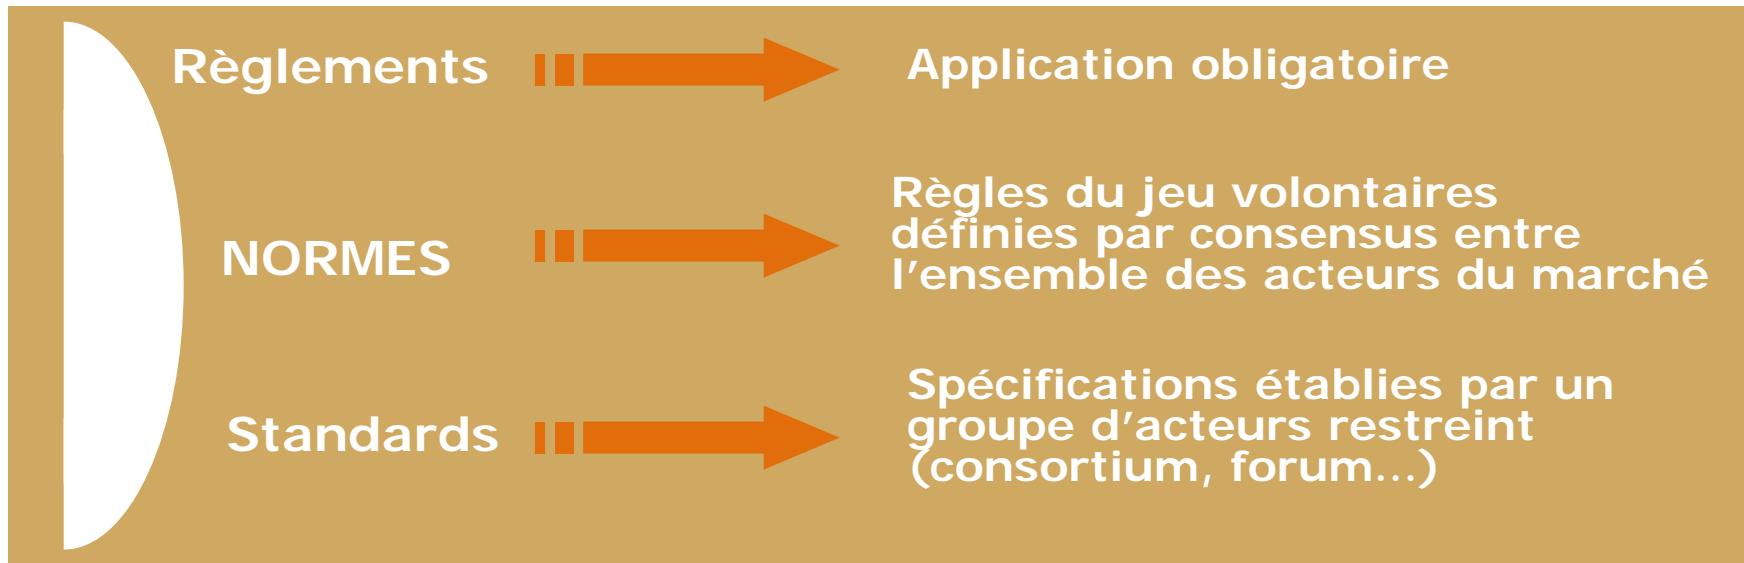 Règlements
Application obligatoire
NORMES
Règles du jeu volontaires
définies par consensus entre
l’ensemble des acteurs du marché
Standards
Spécifications établies par un
groupe d’acteurs restreint
(consortium, forum…)